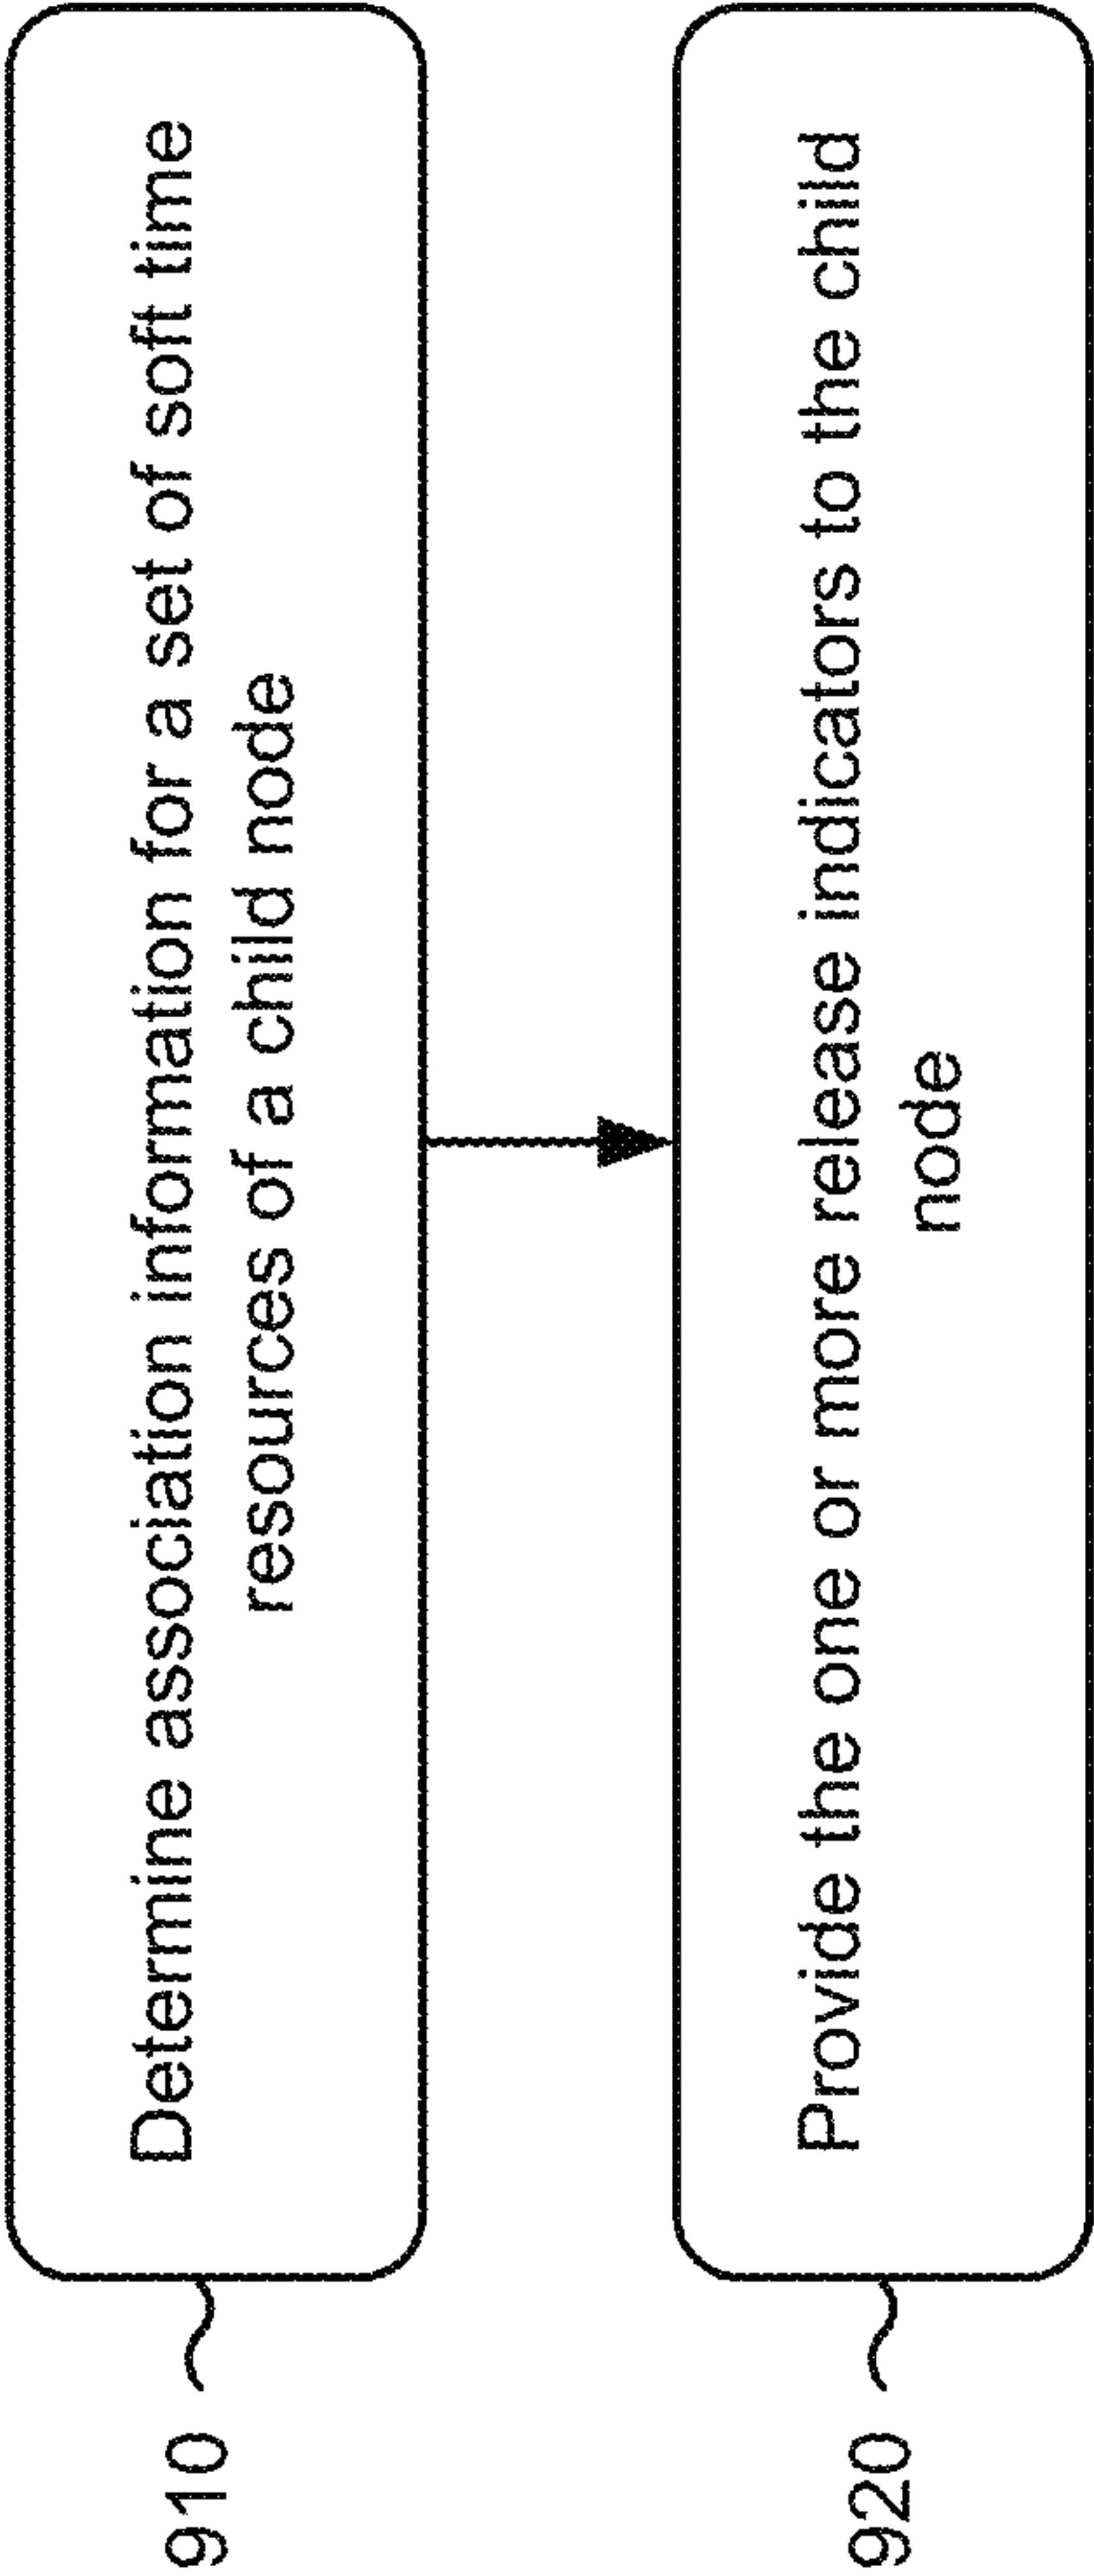 910
Determine association information for a set of soft time
resources of a child node
920
Provide the one or more release indicators to the child
node